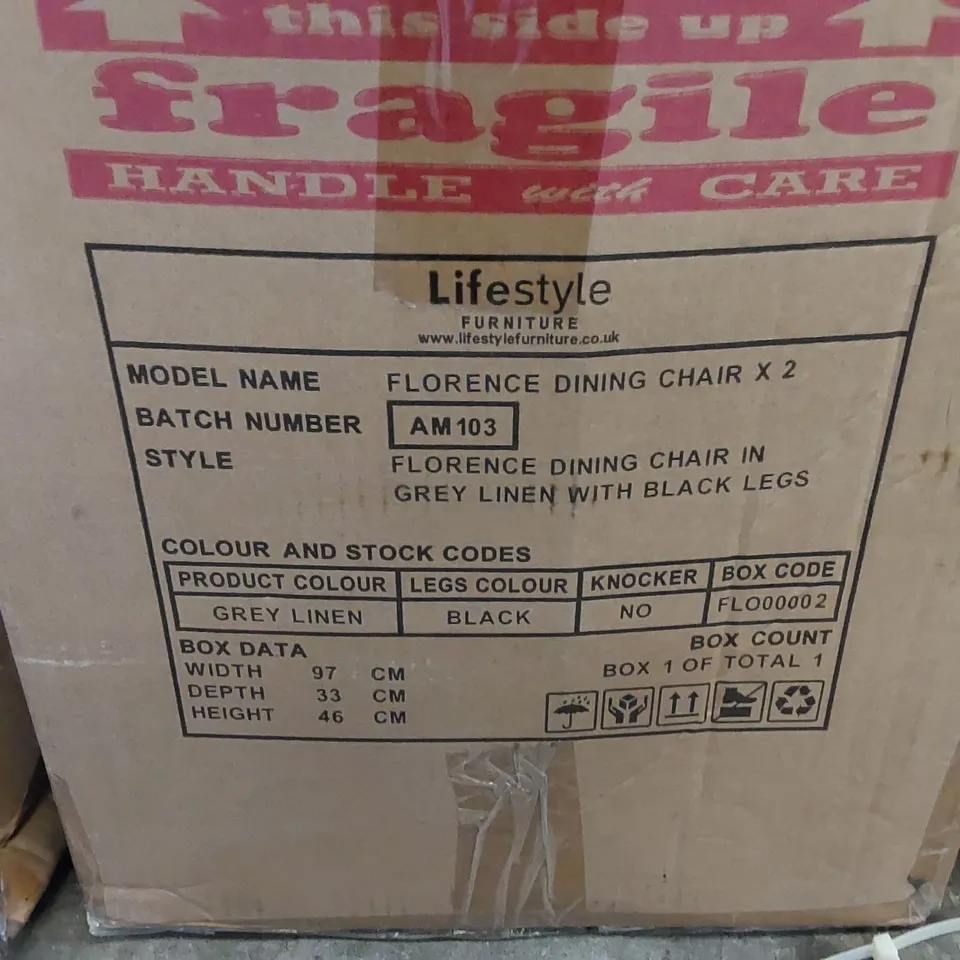 this side up
fragile
HANDLE with CARE
Lifestyle
FURNITURE
www.lifestylefurniture.co.uk
MODEL NAME FLORENCE DINING CHAIR X 2
BATCH NUMBER AM103
STYLE FLORENCE DINING CHAIR IN
GREY LINEN WITH BLACK LEGS
COLOUR AND STOCK CODES
PRODUCT COLOUR LEGS COLOUR KNOCKER BOX CODE
GREY LINEN BLACK NO FLO00002
BOX DATA BOX COUNT
WIDTH 97 CM BOX 1 OF TOTAL 1
DEPTH 33 CM
HEIGHT 46 CM